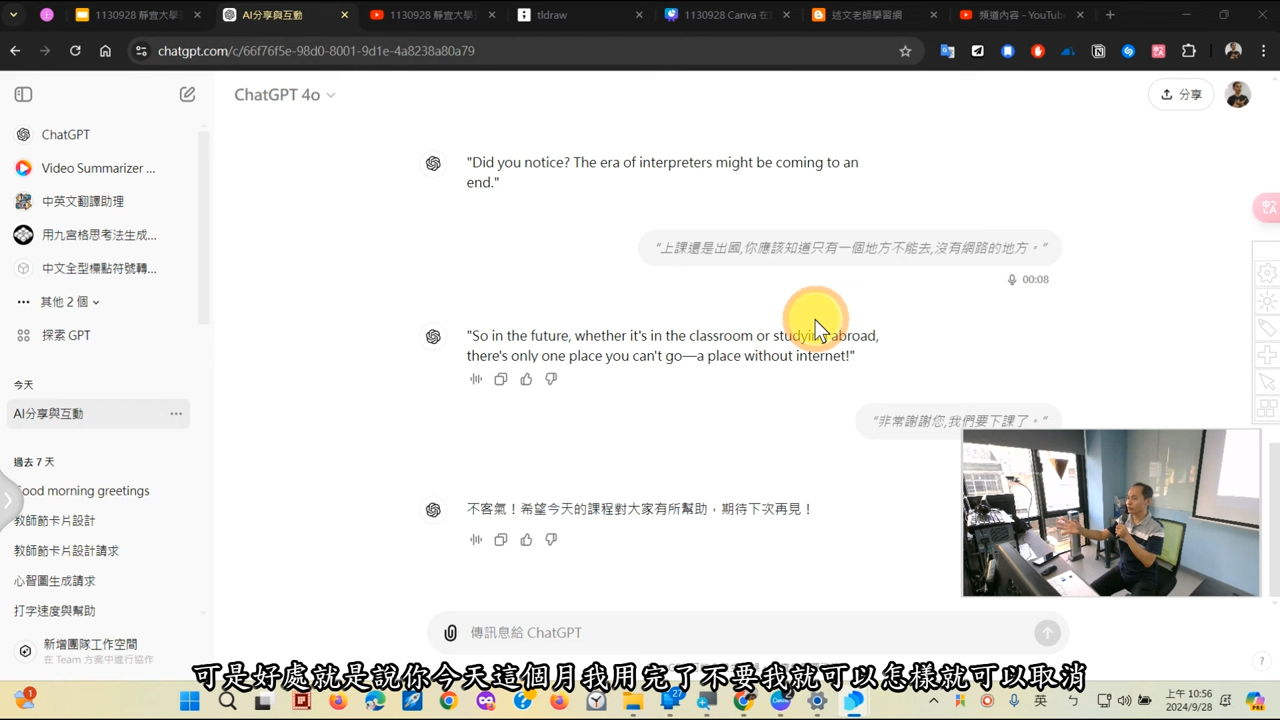 1130928 靜宜大學
AI分享與互動
1130928 靜宜大學
tldraw
1130928 Canva 在
述文老師學習網
頻道內容 - YouTube
chatgpt.com/c/66f76f5e-98d0-8001-9d1e-4a8238a80a79
ChatGPT 4o
分享
ChatGPT
Video Summarizer ...
中英文翻譯助理
用九宮格思考法生成...
中文全型標點符號轉...
其他 2 個
探索 GPT
今天
AI分享與互動
過去 7 天
Good morning greetings
教師節卡片設計
教師節卡片設計請求
心智圖生成請求
打字速度與幫助
新增團隊工作空間
在 Team 方案中進行協作
"Did you notice? The era of interpreters might be coming to an
end."
“上課還是出國,你應該知道只有一個地方不能去,沒有網路的地方。”
00:08
"So in the future, whether it's in the classroom or studying abroad,
there's only one place you can't go—a place without internet!"
“非常謝謝您,我們要下課了。”
不客氣！希望今天的課程對大家有所幫助，期待下次再見！
傳訊息給 ChatGPT
可是好處就是說你今天這個月我用完了不要我就可以怎樣就可以取消
英
上午 10:56
2024/9/28